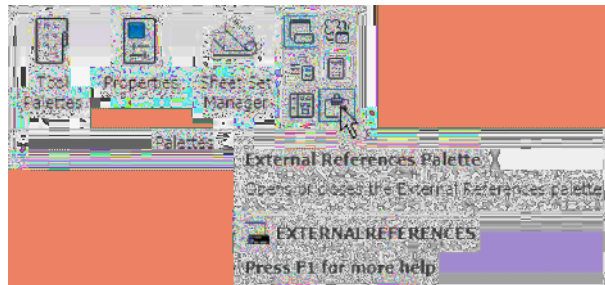 Tool
Palettes
Properties
Sheet Set
Manager
Palettes
External References Palette
Opens or closes the External References palette
EXTERNALREFERENCES
Press F1 for more help